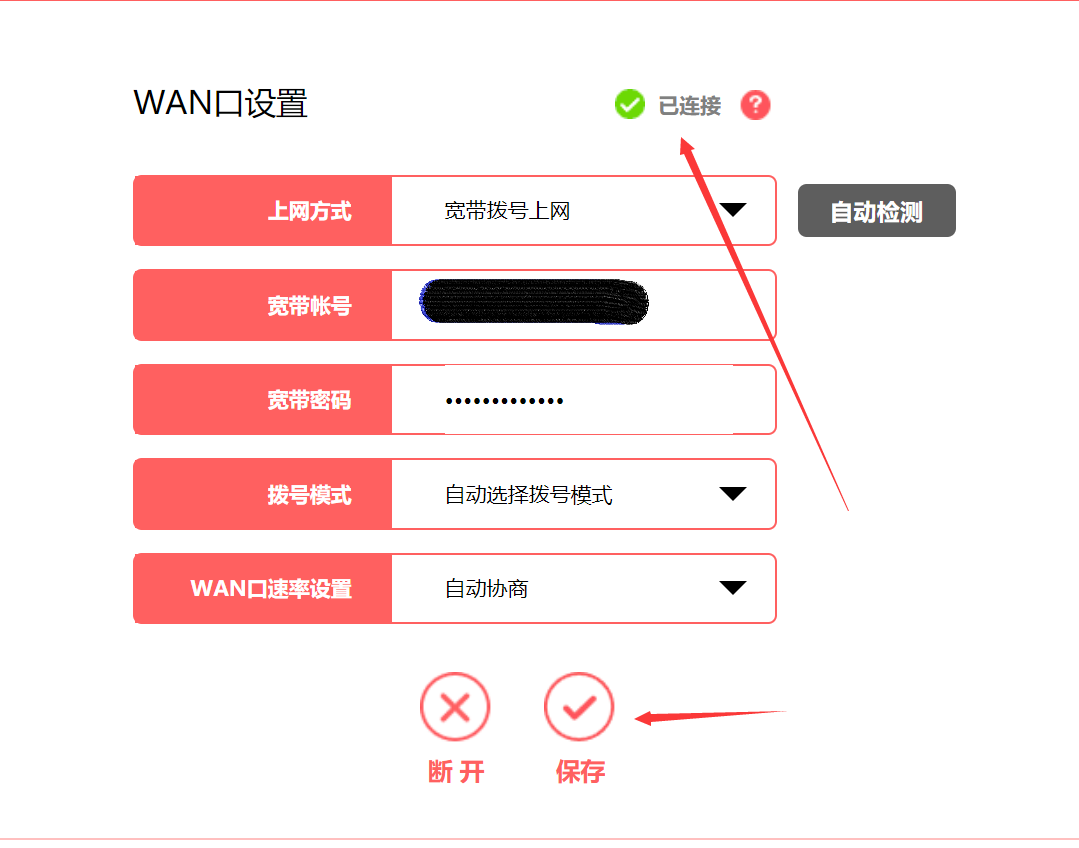 WAN口设置 已连接 ?
上网方式 宽带拨号上网 自动检测
宽带帐号
宽带密码 •••••••••••••
拨号模式 自动选择拨号模式
WAN口速率设置 自动协商
断 开 保存